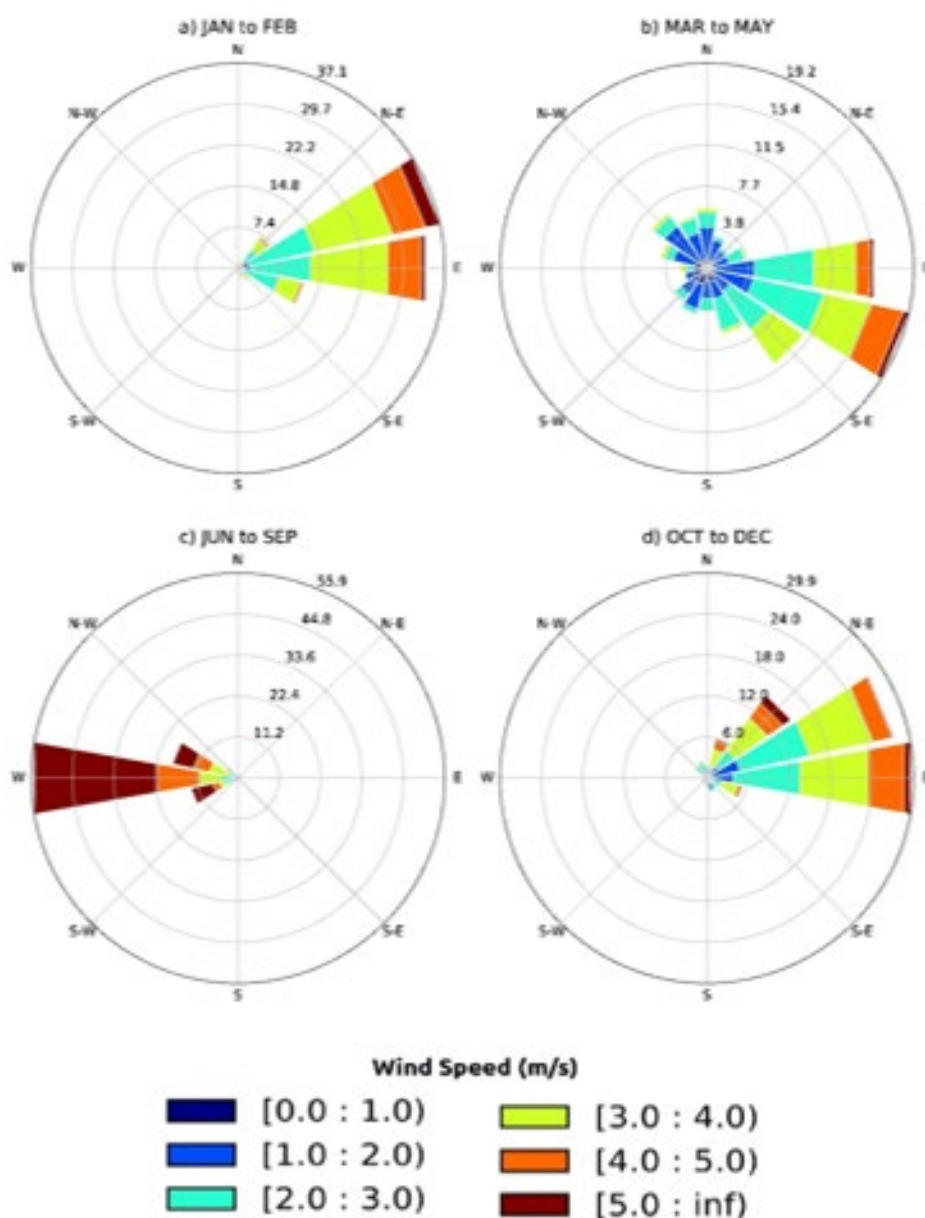 a) JAN to FEB
N
37.1
29.7
22.2
14.8
7.4
N-W
N-E
W
E
S-W
S-E
S
b) MAR to MAY
N
19.2
15.4
11.5
7.7
3.8
N-W
N-E
W
E
S-W
S-E
S
c) JUN to SEP
N
55.9
44.8
33.6
22.4
11.2
N-W
N-E
W
E
S-W
S-E
S
d) OCT to DEC
N
29.9
24.0
18.0
12.0
6.0
N-W
N-E
W
E
S-W
S-E
S
Wind Speed (m/s)
[0.0 : 1.0)
[1.0 : 2.0)
[2.0 : 3.0)
[3.0 : 4.0)
[4.0 : 5.0)
[5.0 : inf)